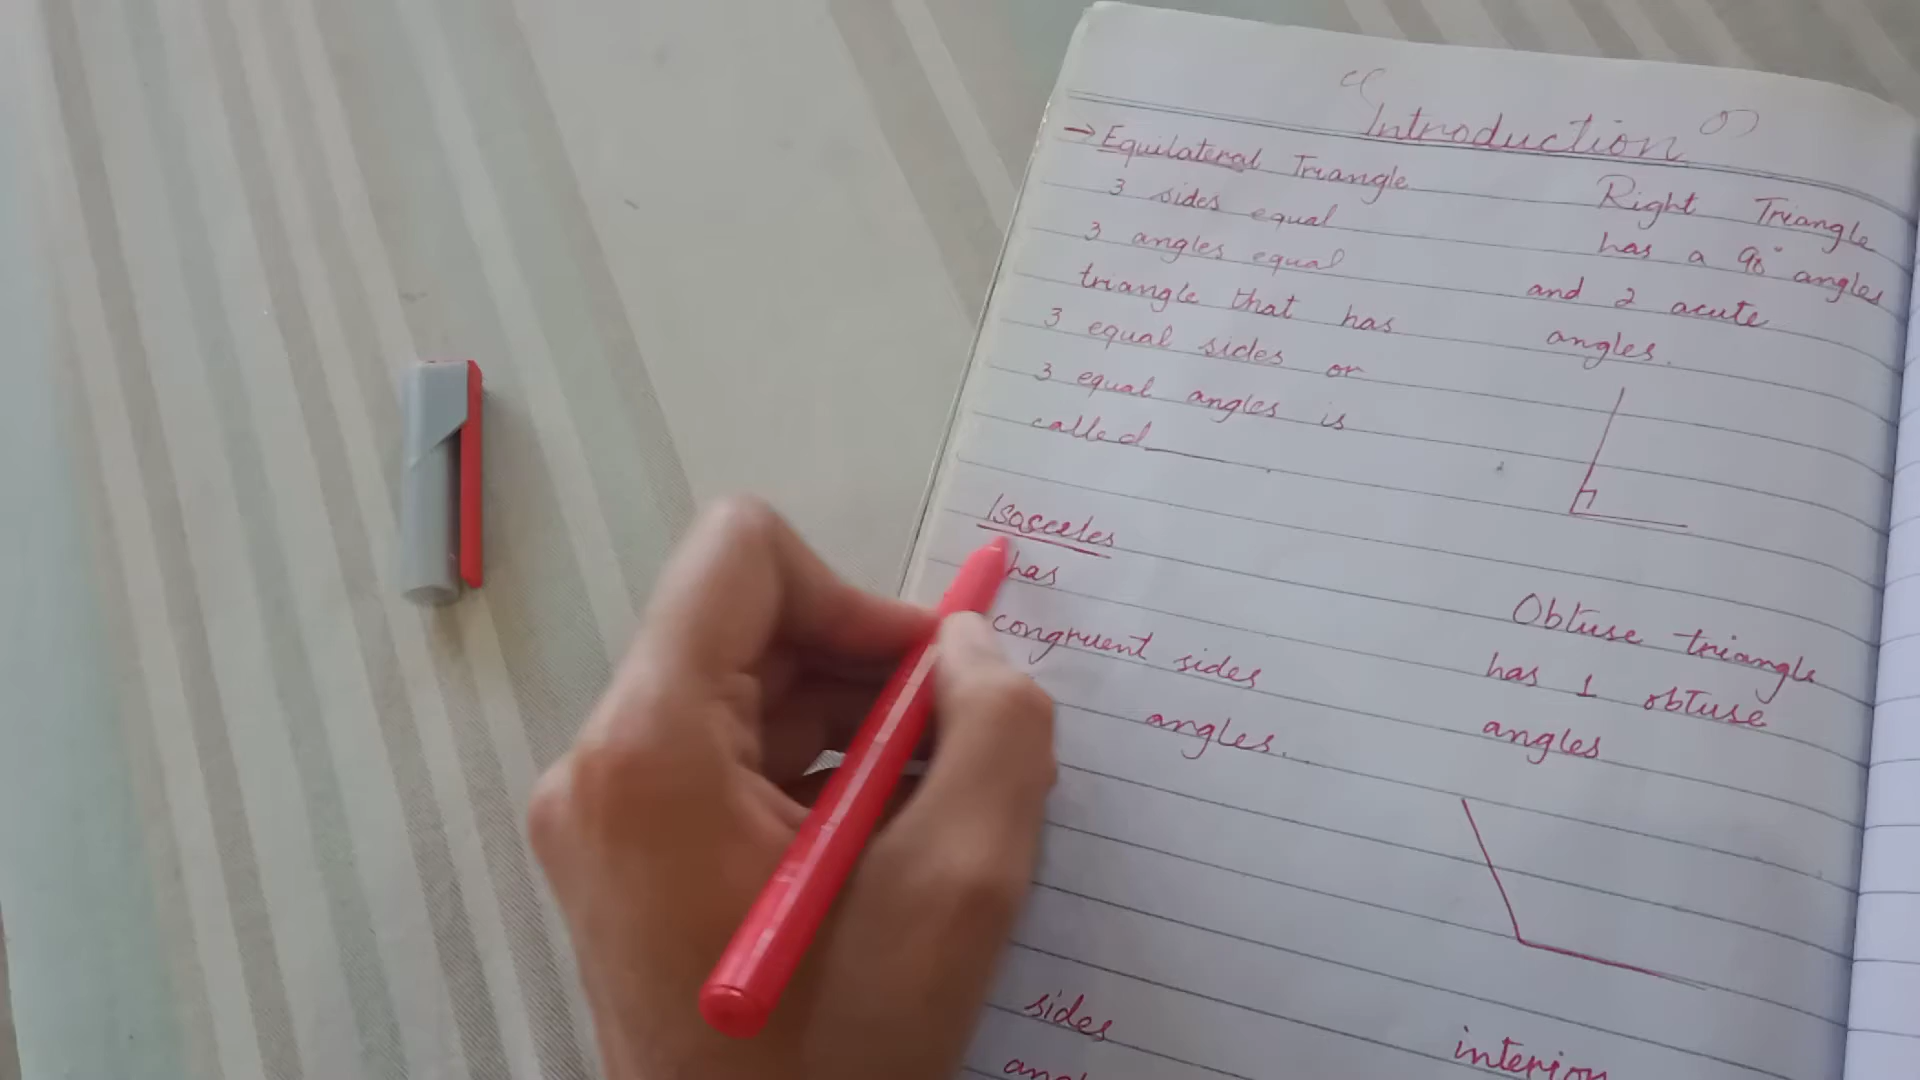 Introduction
→ Equilateral Triangle
3 sides equal
3 angles equal
triangle that has
3 equal sides or
3 equal angles is
called
Isosceles
has
congruent sides
angles.
sides
Right Triangle
has a 90° angles
and 2 acute
angles.
Obtuse triangle
has 1 obtuse
angles
interior